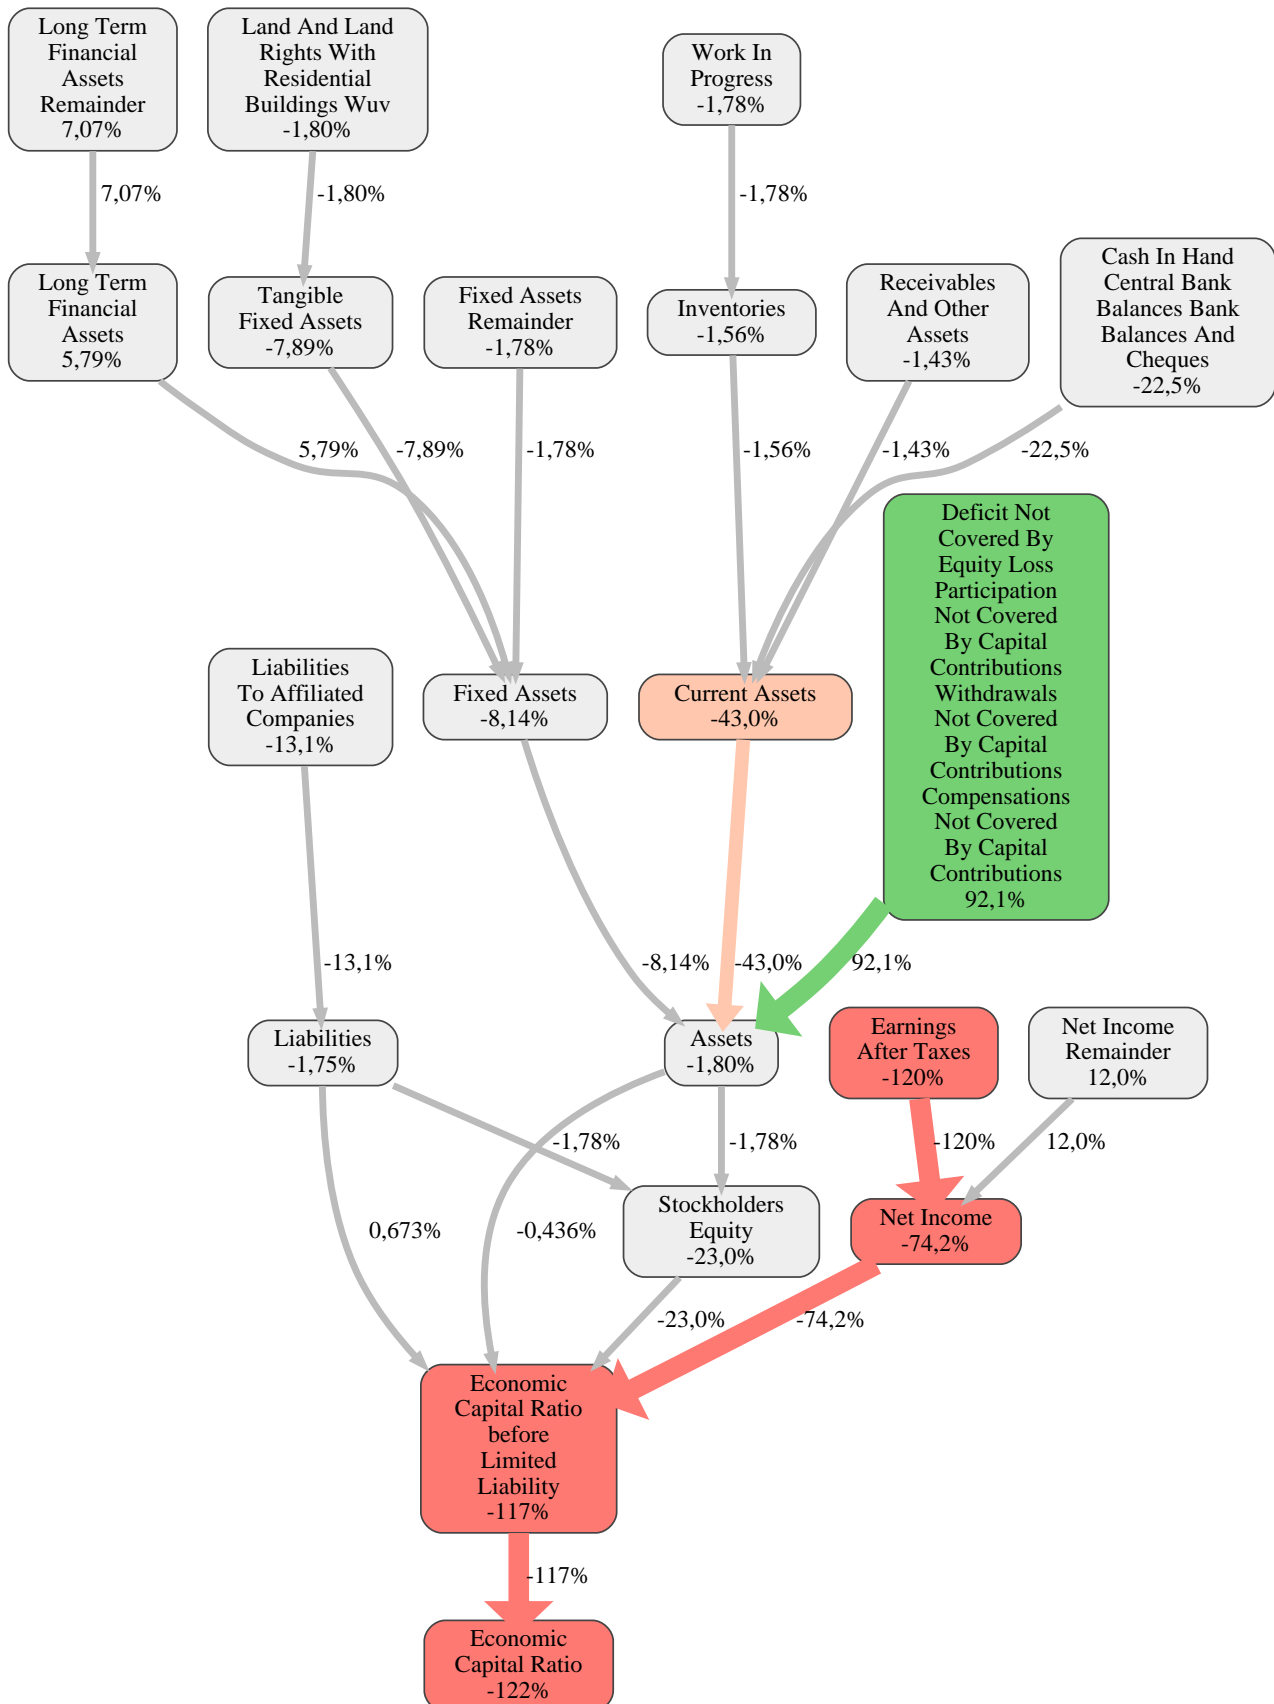 Long Term
Financial
Assets
Remainder
7,07%
Land And Land
Rights With
Residential
Buildings Wuv
-1,80%
Work In
Progress
-1,78%
7,07%
-1,80%
-1,78%
Long Term
Financial
Assets
5,79%
Tangible
Fixed Assets
-7,89%
Fixed Assets
Remainder
-1,78%
Inventories
-1,56%
Receivables
And Other
Assets
-1,43%
Cash In Hand
Central Bank
Balances Bank
Balances And
Cheques
-22,5%
5,79%
-7,89%
-1,78%
-1,56%
-1,43%
-22,5%
Deficit Not
Covered By
Equity Loss
Participation
Not Covered
By Capital
Contributions
Withdrawals
Not Covered
By Capital
Contributions
Compensations
Not Covered
By Capital
Contributions
92,1%
Liabilities
To Affiliated
Companies
-13,1%
Fixed Assets
-8,14%
Current Assets
-43,0%
-13,1%
-8,14%
-43,0%
92,1%
Liabilities
-1,75%
Assets
-1,80%
Earnings
After Taxes
-120%
Net Income
Remainder
12,0%
-1,78%
-1,78%
-120%
12,0%
0,673%
-0,436%
Stockholders
Equity
-23,0%
Net Income
-74,2%
-23,0%
-74,2%
Economic
Capital Ratio
before
Limited
Liability
-117%
-117%
Economic
Capital Ratio
-122%